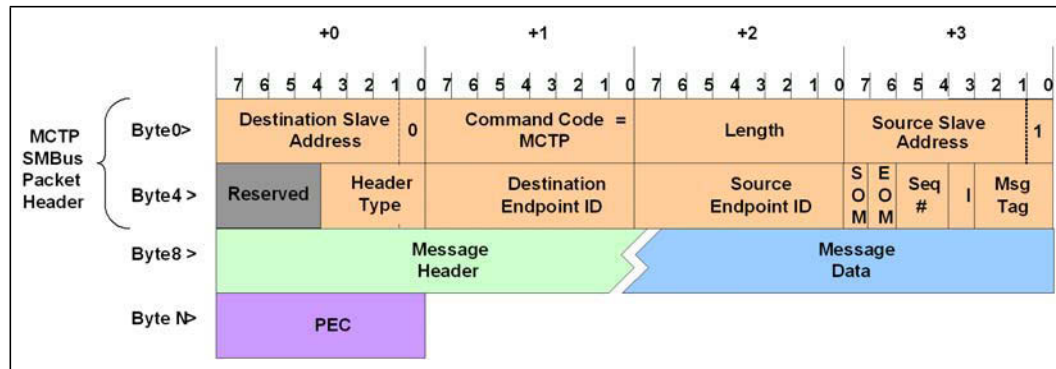 +0 +1 +2 +3
7 6 5 4 3 2 1 0 7 6 5 4 3 2 1 0 7 6 5 4 3 2 1 0 7 6 5 4 3 2 1 0
MCTP
SMBus
Packet
Header
Byte0>
Destination Slave
Address
0
Command Code =
MCTP
Length
Source Slave
Address
1
Byte4 >
Reserved
Header
Type
Destination
Endpoint ID
Source
Endpoint ID
S
O
M
E
O
M
Seq
#
I
Msg
Tag
Byte8 >
Message
Header
Message
Data
Byte N>
PEC